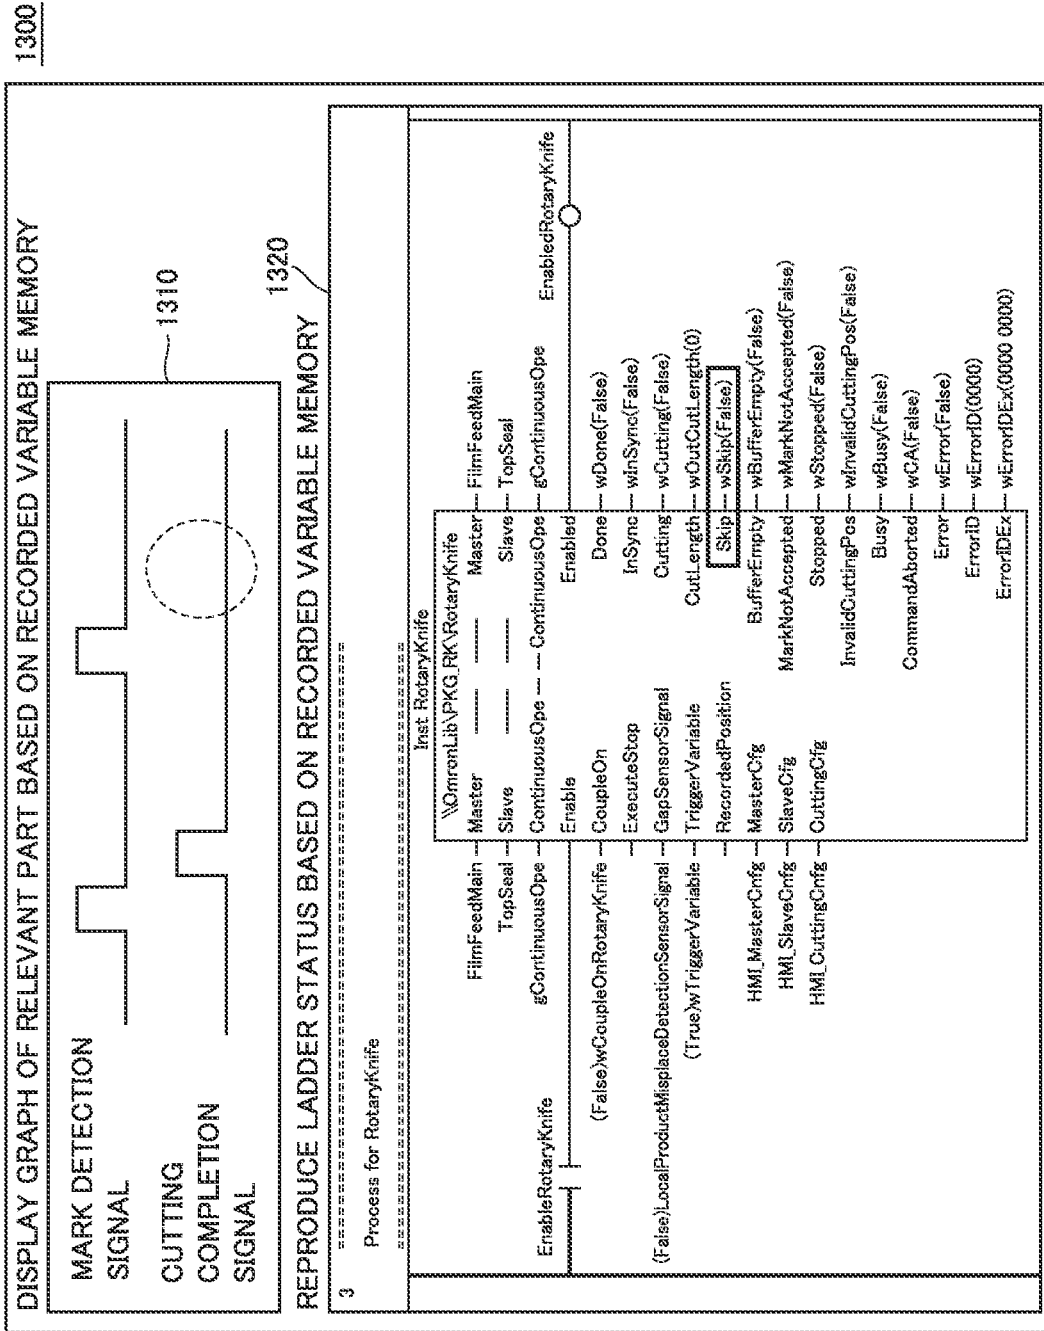 1300
DISPLAY GRAPH OF RELEVANT PART BASED ON RECORDED VARIABLE MEMORY
MARK DETECTION
SIGNAL
CUTTING
COMPLETION
SIGNAL
1310
REPRODUCE LADDER STATUS BASED ON RECORDED VARIABLE MEMORY
1320
3
Process for RotaryKnife
Inst RotaryKnife
\\OmronLib\PKG_RK\RotaryKnife
FilmFeedMain Master Master FilmFeedMain
TopSeal Slave Slave TopSeal
gContinuousOpe ContinuousOpe ContinuousOpe gContinuousOpe
EnableRotaryKnife Enable Enabled EnabledRotaryKnife
(False)wCoupleOnRotaryKnife CoupleOn Done wDone(False)
ExecuteStop InSync wInSync(False)
(False)LocalProductMisplaceDetectionSensorSignal GapSensorSignal Cutting wCutting(False)
(True)wTriggerVariable TriggerVariable CutLength wOutCutLength(0)
RecordedPosition Skip wSkip(False)
HMI_MasterCnfg MasterCfg BufferEmpty wBufferEmpty(False)
HMI_SlaveCnfg SlaveCfg MarkNotAccepted wMarkNotAccepted(False)
HMI_CuttingCnfg CuttingCfg Stopped wStopped(False)
InvalidCuttingPos wInvalidCuttingPos(False)
Busy wBusy(False)
CommandAborted wCA(False)
Error wError(False)
ErrorID wErrorID(0000)
ErrorIDEx wErrorIDEx(0000 0000)